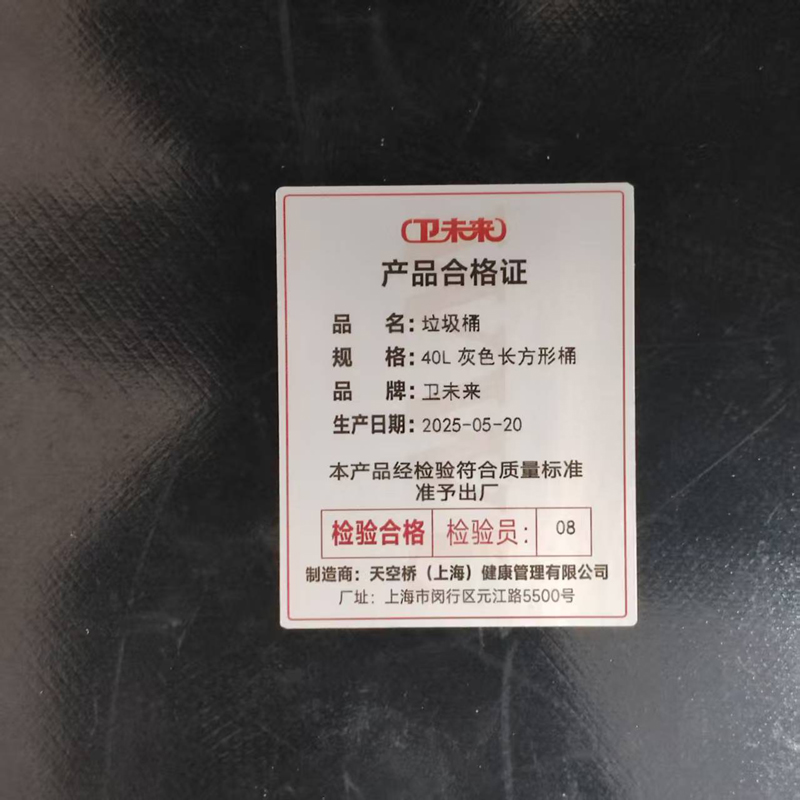 卫未来
产品合格证
品 名：垃圾桶
规 格：40L 灰色长方形桶
品 牌：卫未来
生产日期：2025-05-20
本产品经检验符合质量标准
准予出厂
检验合格 检验员： 08
制造商：天空桥（上海）健康管理有限公司
厂址：上海市闵行区元江路5500号